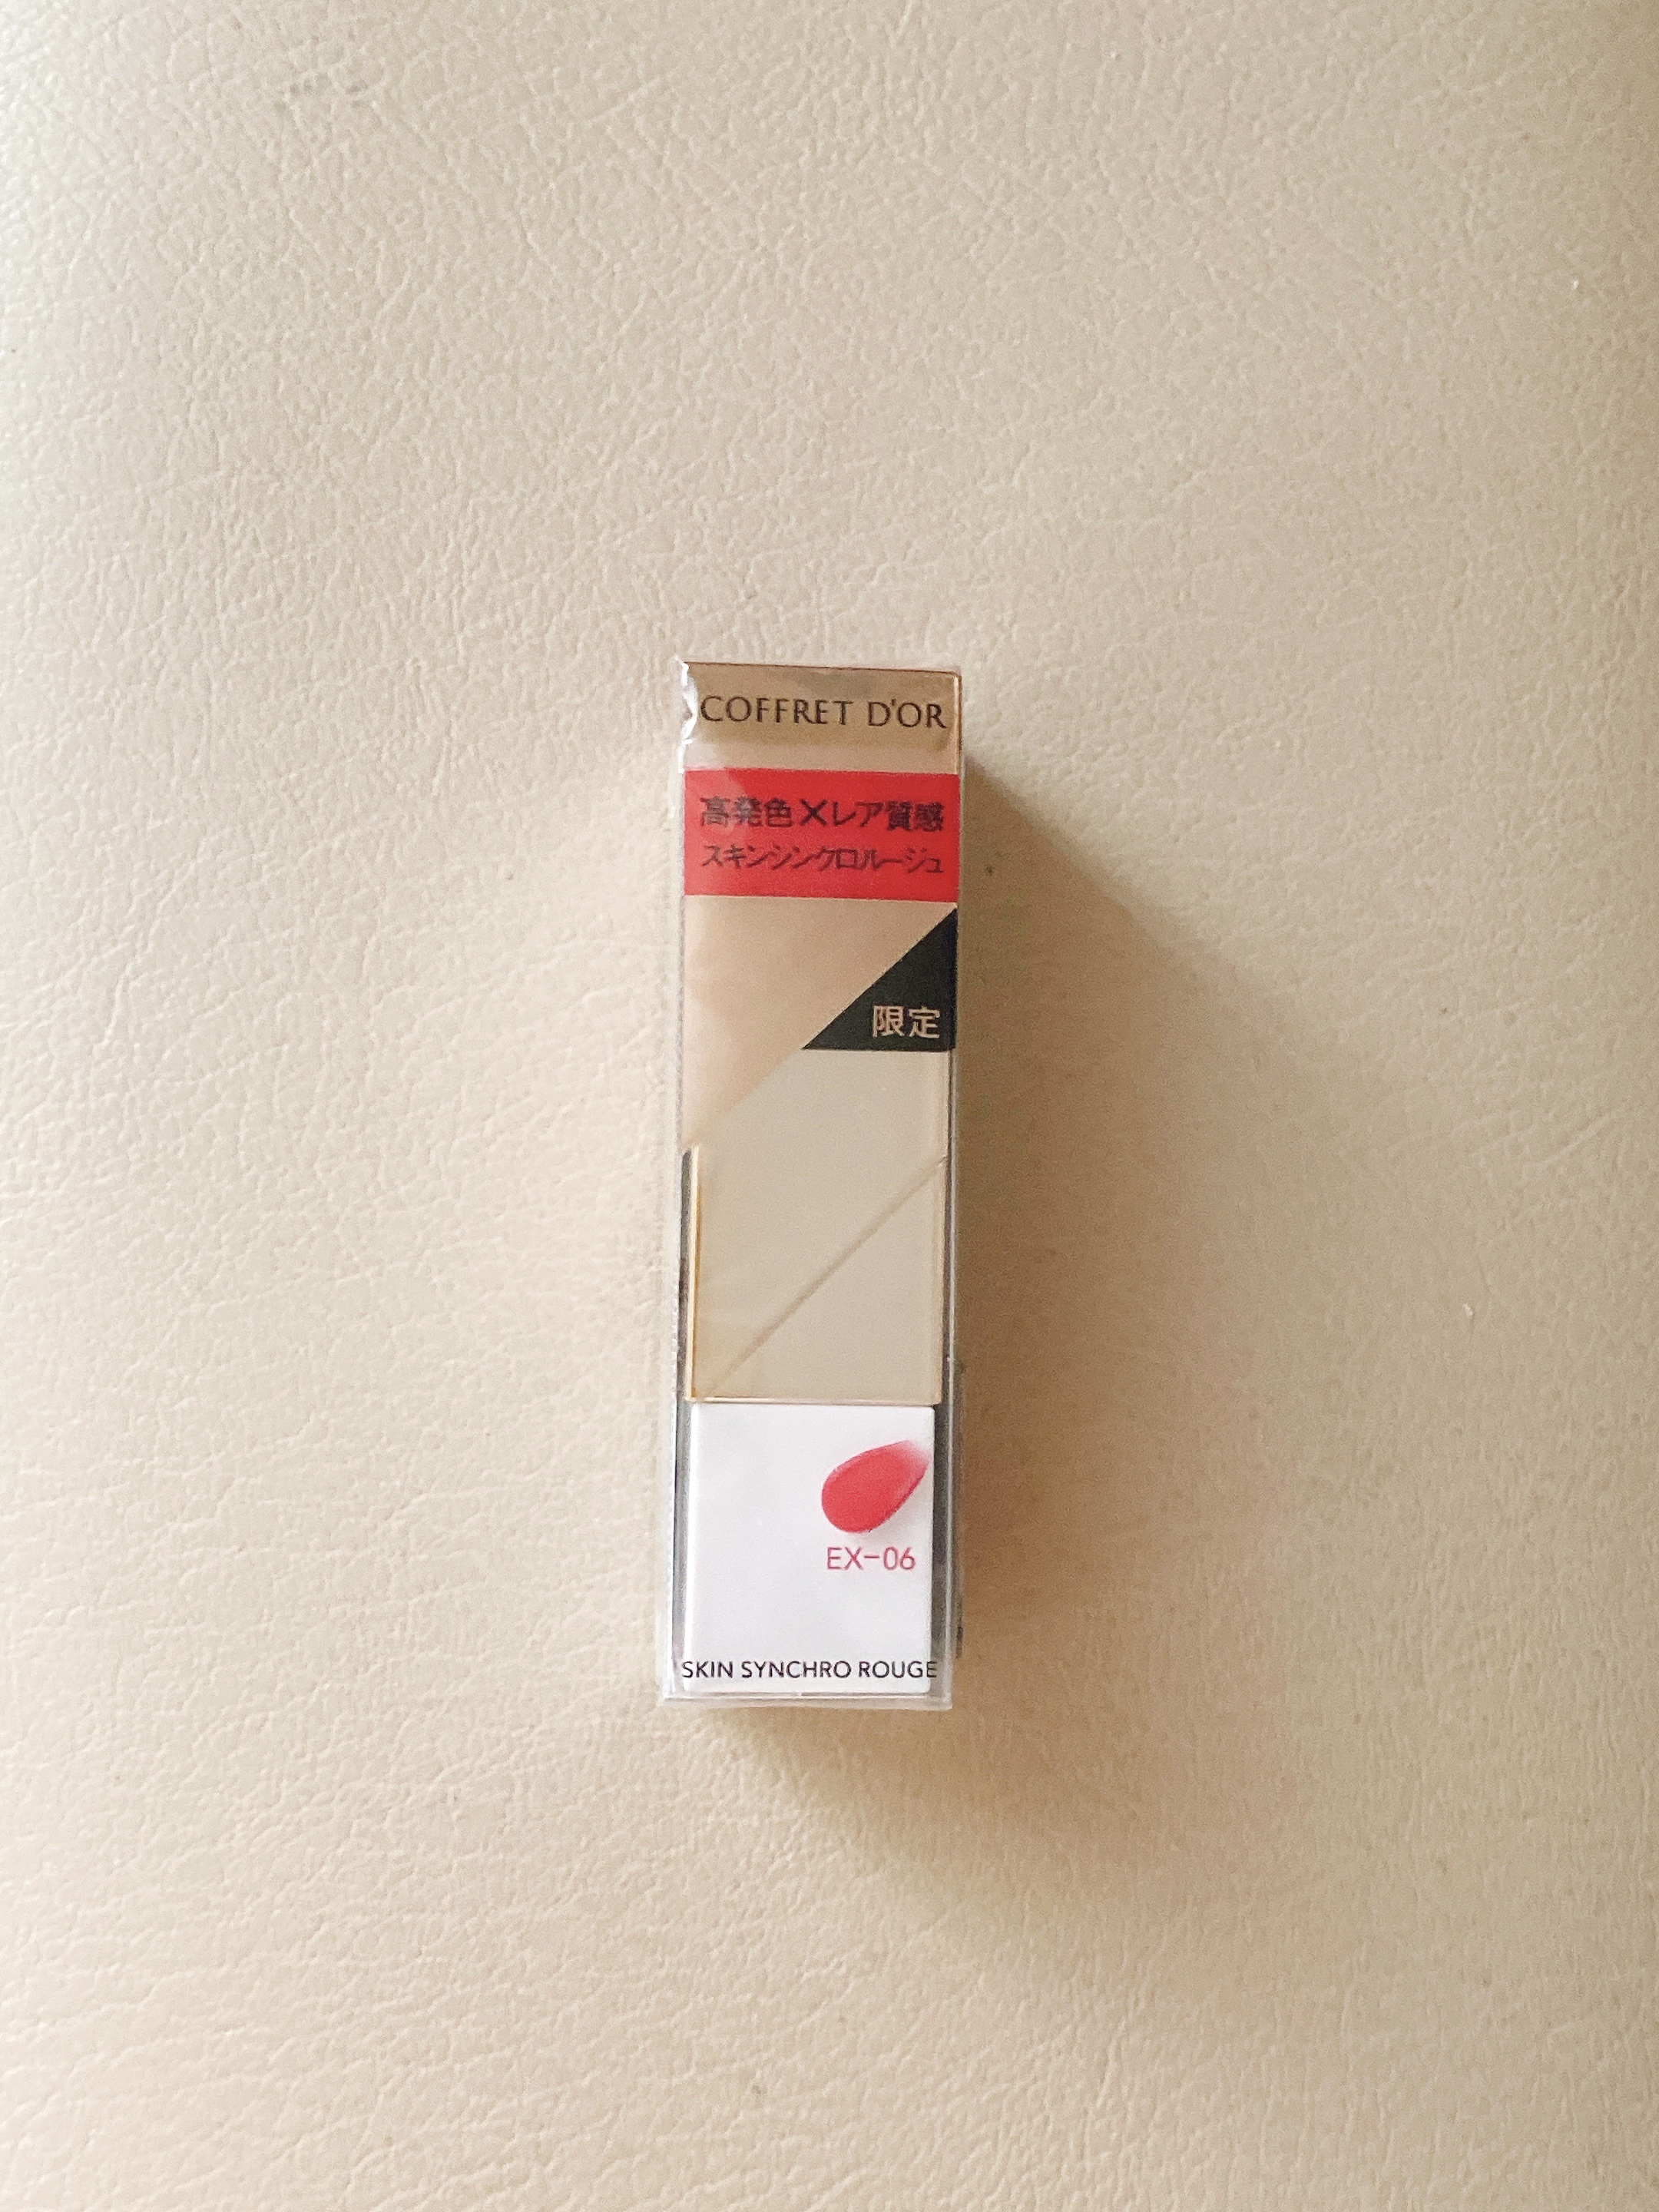 COFFRET D'OR
高発色×レア質感
スキンシンクロルージュ
限定
EX-06
SKIN SYNCHRO ROUGE